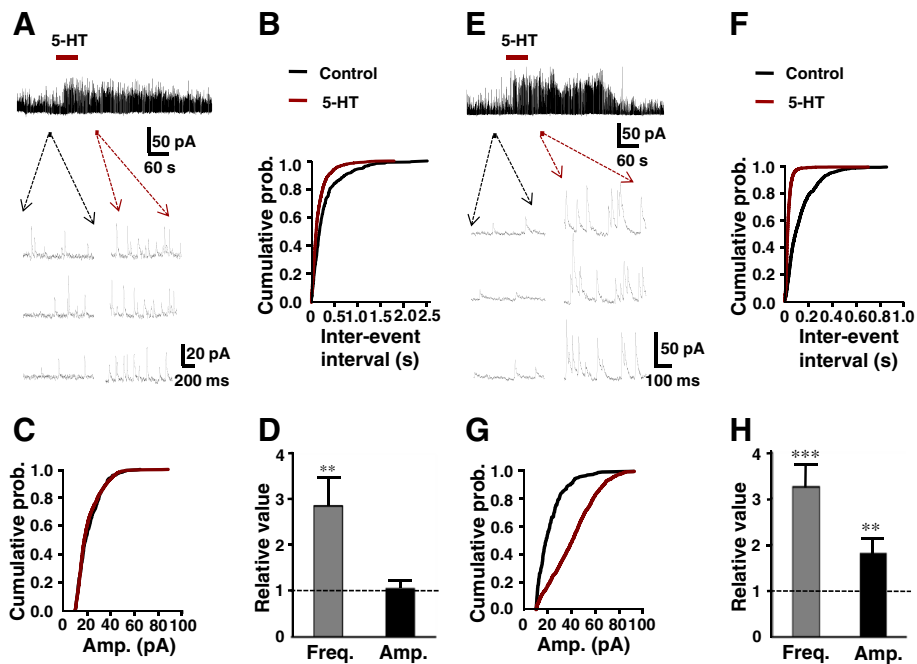 A
5-HT
50 pA
60 s
20 pA
200 ms
B
Control
5-HT
Cumulative prob.
1.0
0.8
0.6
0.4
0.2
0.0
0 0.5 1.0 1.5 2.0 2.5
Inter-event
interval (s)
E
5-HT
50 pA
60 s
50 pA
100 ms
F
Control
5-HT
Cumulative prob.
1.0
0.8
0.6
0.4
0.2
0.0
0 0.2 0.4 0.6 0.8 1.0
Inter-event
interval (s)
C
Cumulative prob.
1.0
0.8
0.6
0.4
0.2
0.0
0 20 40 60 80 100
Amp. (pA)
D
Relative value
4
3
2
1
0
**
Freq. Amp.
G
Cumulative prob.
1.0
0.8
0.6
0.4
0.2
0.0
0 20 40 60 80 100
Amp. (pA)
H
Relative value
4
3
2
1
0
***
**
Freq. Amp.